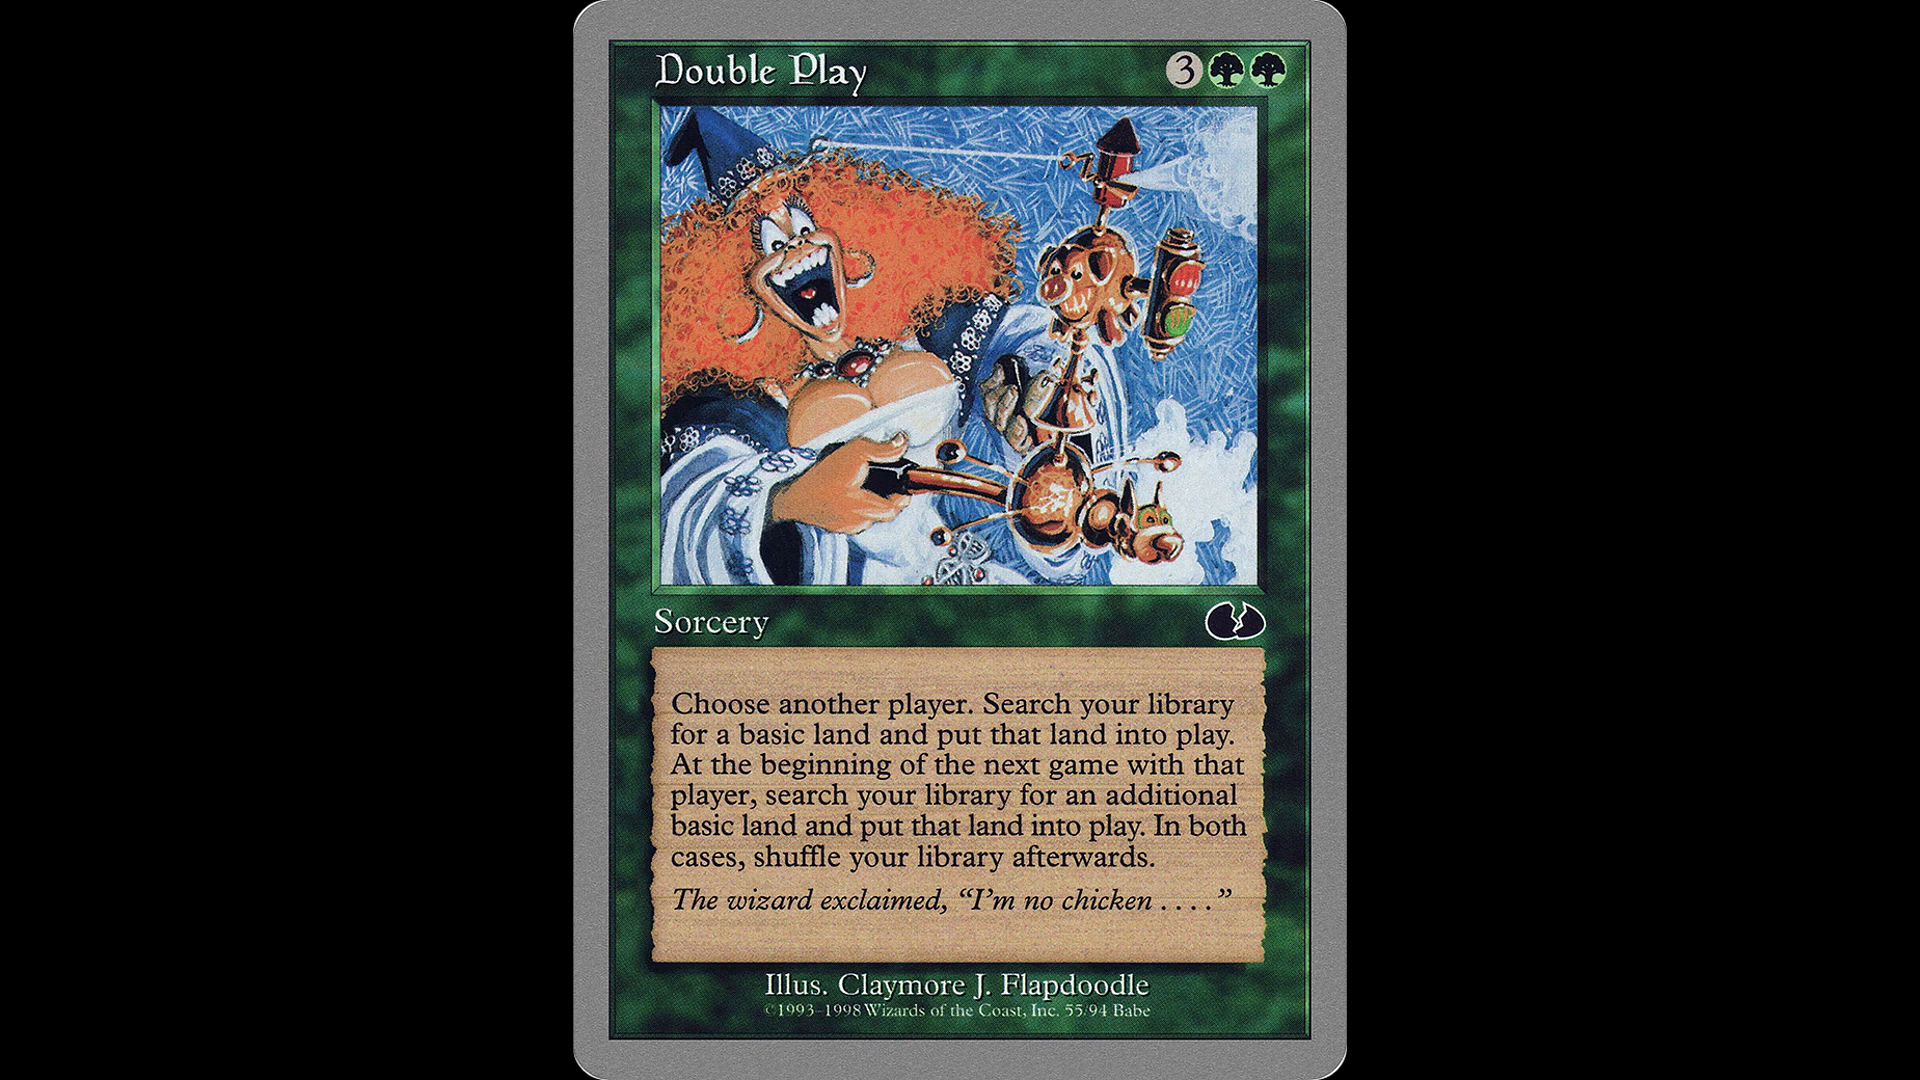 Double Play
3
Sorcery
Choose another player. Search your library
for a basic land and put that land into play.
At the beginning of the next game with that
player, search your library for an additional
basic land and put that land into play. In both
cases, shuffle your library afterwards.
The wizard exclaimed, “I’m no chicken . . . .”
Illus. Claymore J. Flapdoodle
©1993–1998 Wizards of the Coast, Inc. 55/94 Babe